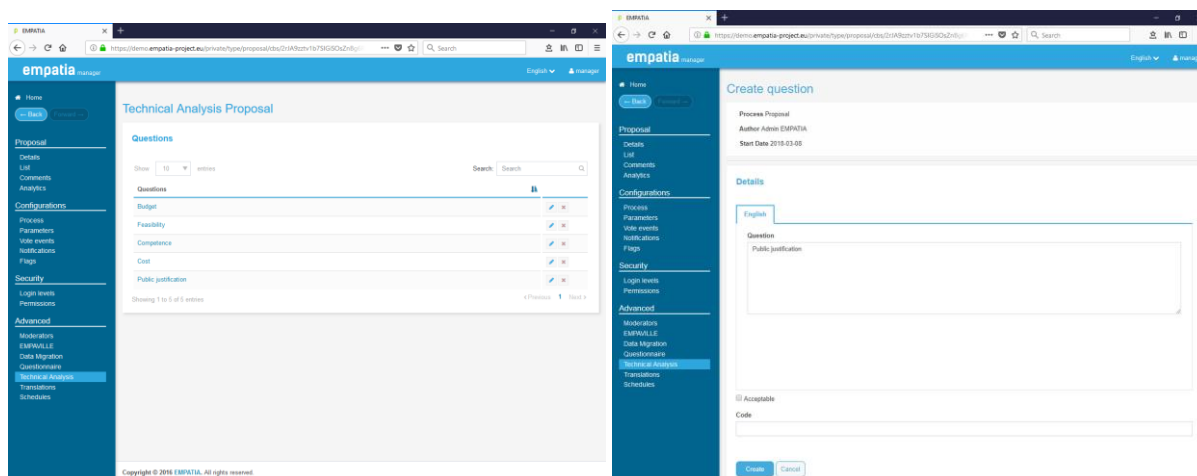 EMPATIA
https://demo.empatia-project.eu/private/type/proposal/cbs/
Search
empatia manager
English
manager
Home
← Back
Forward →
Proposal
Details
List
Comments
Analytics
Configurations
Process
Parameters
Vote events
Notifications
Flags
Security
Login levels
Permissions
Advanced
Moderators
EMPAVILLE
Data Migration
Questionnaire
Technical Analysis
Translations
Schedules
Technical Analysis Proposal
Questions
Show 10 entries
Search: Search
Questions
Budget
Feasibility
Competence
Cost
Public justification
Showing 1 to 5 of 5 entries
Previous 1 Next
Copyright © 2016 EMPATIA. All rights reserved.
EMPATIA
https://demo.empatia-project.eu/private/type/proposal/cbs/
Search
empatia manager
English
Home
← Back
Forward →
Proposal
Details
List
Comments
Analytics
Configurations
Process
Parameters
Vote events
Notifications
Flags
Security
Login levels
Permissions
Advanced
Moderators
EMPAVILLE
Data Migration
Questionnaire
Technical Analysis
Translations
Schedules
Create question
Process Proposal
Author Admin EMPATIA
Start Date 2018-03-08
Details
English
Question
Public justification
Acceptable
Code
Create
Cancel